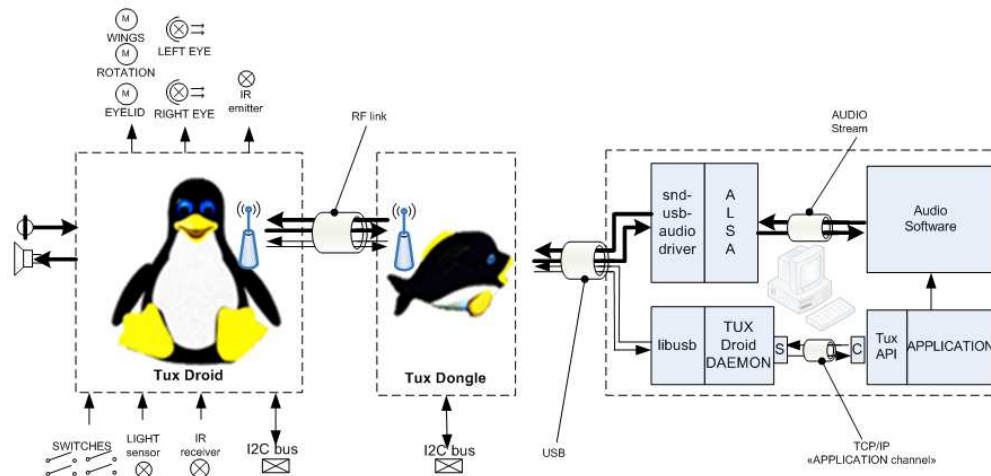 M
WINGS
M
ROTATION
M
EYELID
LEFT EYE
RIGHT EYE
IR
emitter
RF link
AUDIO
Stream
Tux Droid
Tux Dongle
snd-
usb-
audio
driver
A
L
S
A
Audio
Software
libusb
TUX
Droid
DAEMON
S
C
Tux
API
APPLICATION
SWITCHES
LIGHT
sensor
IR
receiver
I2C bus
I2C bus
USB
TCP/IP
«APPLICATION channel»